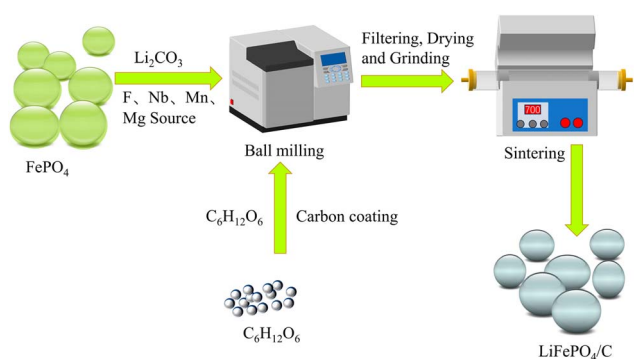 Li₂CO₃
F、Nb、Mn、
Mg Source
FePO₄
Ball milling
Filtering, Drying
and Grinding
700
Sintering
C₆H₁₂O₆
Carbon coating
C₆H₁₂O₆
LiFePO₄/C